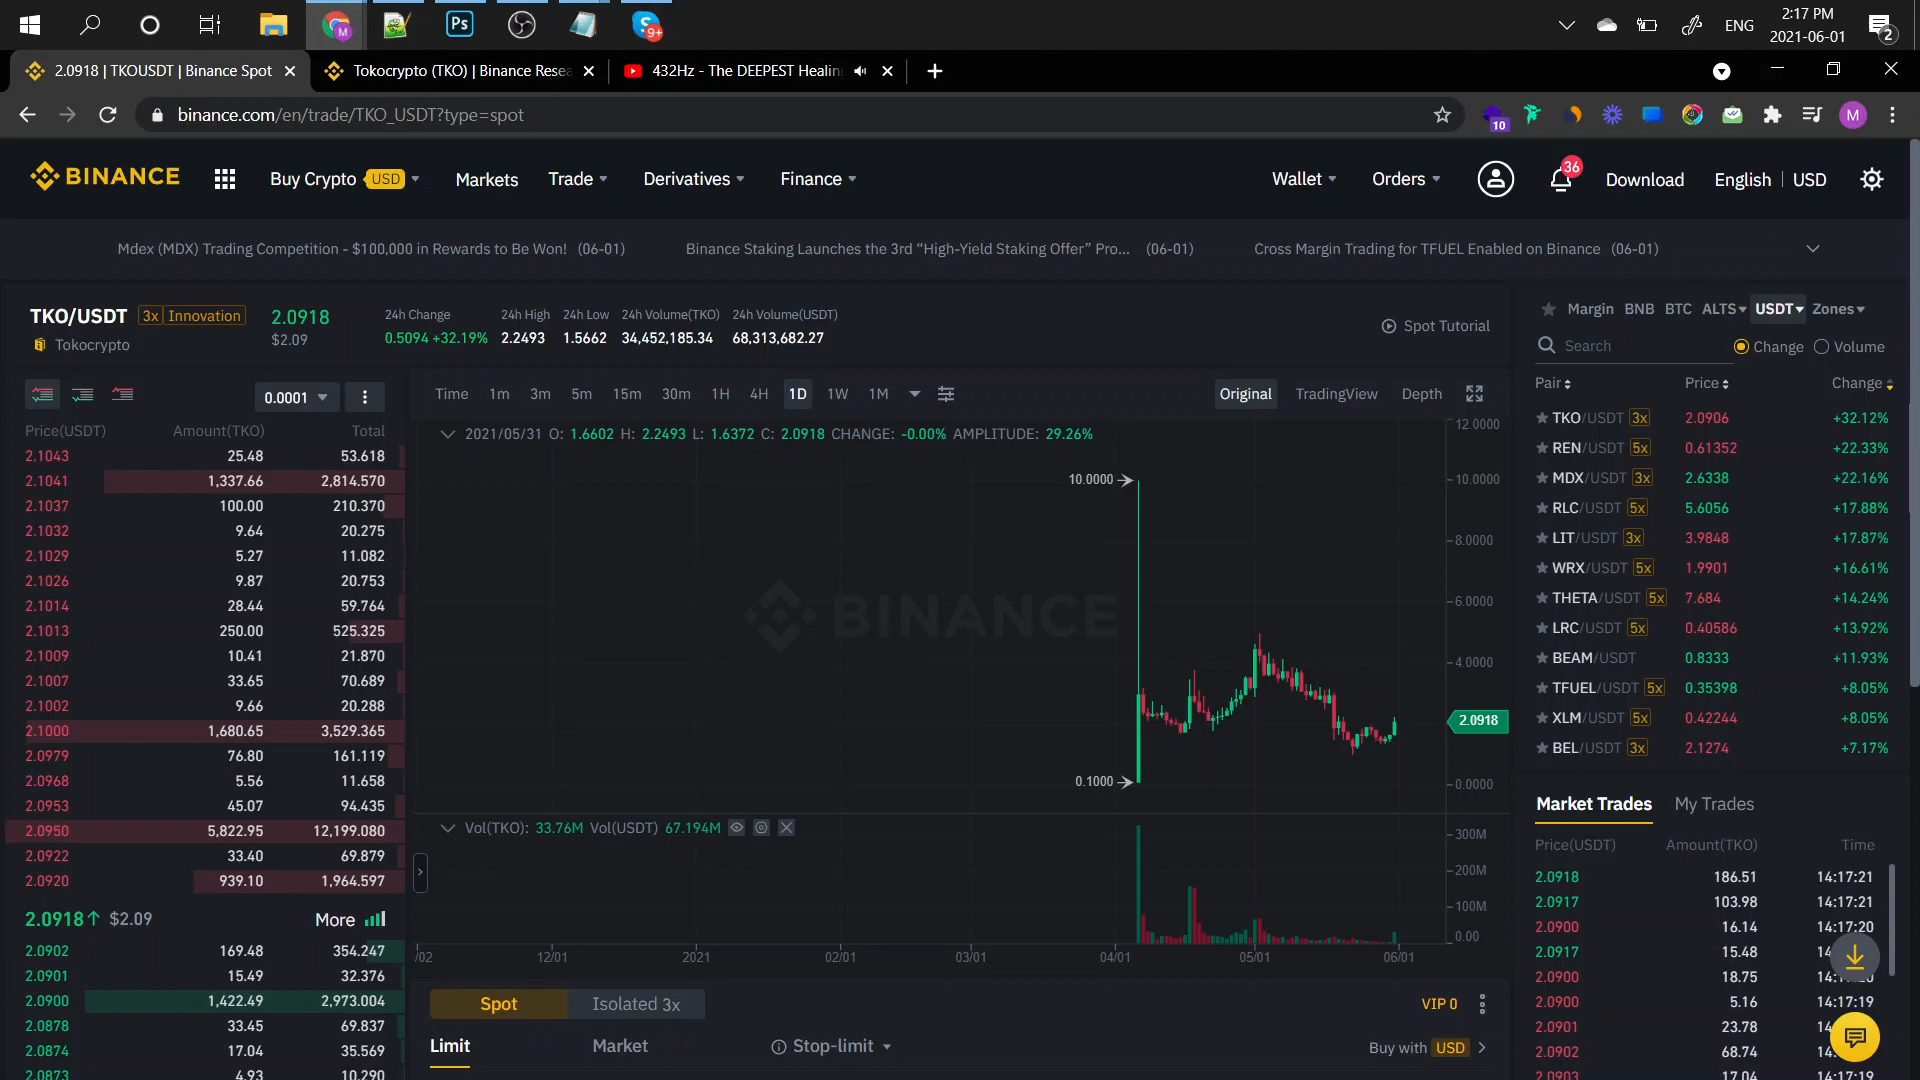 ENG
2:17 PM
2021-06-01
2
9+
Ps
M
2.0918 | TKOUSDT | Binance Spot
Tokocrypto (TKO) | Binance Resea
432Hz - The DEEPEST Healin
binance.com/en/trade/TKO_USDT?type=spot
10
M
BINANCE
Buy Crypto USD
Markets
Trade
Derivatives
Finance
Wallet
Orders
36
Download
English
USD
Mdex (MDX) Trading Competition - $100,000 in Rewards to Be Won! (06-01)
Binance Staking Launches the 3rd “High-Yield Staking Offer” Pro... (06-01)
Cross Margin Trading for TFUEL Enabled on Binance (06-01)
TKO/USDT 3x Innovation
Tokocrypto
2.0918
$2.09
24h Change
0.5094 +32.19%
24h High
2.2493
24h Low
1.5662
24h Volume(TKO)
34,452,185.34
24h Volume(USDT)
68,313,682.27
Spot Tutorial
0.0001
Price(USDT) Amount(TKO) Total
2.1043 25.48 53.618
2.1041 1,337.66 2,814.570
2.1037 100.00 210.370
2.1032 9.64 20.275
2.1029 5.27 11.082
2.1026 9.87 20.753
2.1014 28.44 59.764
2.1013 250.00 525.325
2.1009 10.41 21.870
2.1007 33.65 70.689
2.1002 9.66 20.288
2.1000 1,680.65 3,529.365
2.0979 76.80 161.119
2.0968 5.56 11.658
2.0953 45.07 94.435
2.0950 5,822.95 12,199.080
2.0922 33.40 69.879
2.0920 939.10 1,964.597
2.0918↑ $2.09 More
2.0902 169.48 354.247
2.0901 15.49 32.376
2.0900 1,422.49 2,973.004
2.0878 33.45 69.837
2.0874 17.04 35.569
2.0873 4.93 10.290
Time 1m 3m 5m 15m 30m 1H 4H 1D 1W 1M
Original TradingView Depth
2021/05/31 O: 1.6602 H: 2.2493 L: 1.6372 C: 2.0918 CHANGE: -0.00% AMPLITUDE: 29.26%
12.0000
10.0000
10.0000
8.0000
BINANCE
6.0000
4.0000
2.0918
0.1000
0.0000
Vol(TKO): 33.76M Vol(USDT) 67.194M
300M
200M
100M
0.00
/02 12/01 2021 02/01 03/01 04/01 05/01 06/01
Spot Isolated 3x
VIP 0
Limit Market Stop-limit
Buy with USD
Margin BNB BTC ALTS USDT Zones
Search
Change Volume
Pair Price Change
TKO/USDT 3x 2.0906 +32.12%
REN/USDT 5x 0.61352 +22.33%
MDX/USDT 3x 2.6338 +22.16%
RLC/USDT 5x 5.6056 +17.88%
LIT/USDT 3x 3.9848 +17.87%
WRX/USDT 5x 1.9901 +16.61%
THETA/USDT 5x 7.684 +14.24%
LRC/USDT 5x 0.40586 +13.92%
BEAM/USDT 0.8333 +11.93%
TFUEL/USDT 5x 0.35398 +8.05%
XLM/USDT 5x 0.42244 +8.05%
BEL/USDT 3x 2.1274 +7.17%
Market Trades My Trades
Price(USDT) Amount(TKO) Time
2.0918 186.51 14:17:21
2.0917 103.98 14:17:21
2.0900 16.14 14:17:20
2.0917 15.48
2.0900 18.75
2.0900 5.16 14:17:19
2.0901 23.78
2.0902 68.74
2.0903 17.04 14:17:19